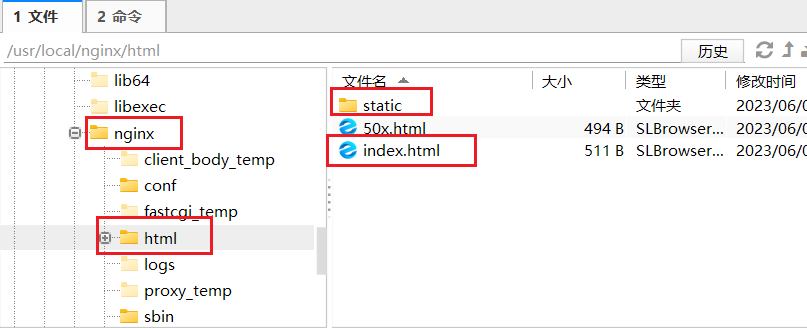 1 文件
2 命令
/usr/local/nginx/html
历史
lib64
libexec
nginx
client_body_temp
conf
fastcgi_temp
html
logs
proxy_temp
sbin
文件名 大小 类型 修改时间
static 文件夹 2023/06/0
50x.html 494 B SLBrowser... 2023/06/0
index.html 511 B SLBrowser... 2023/06/0